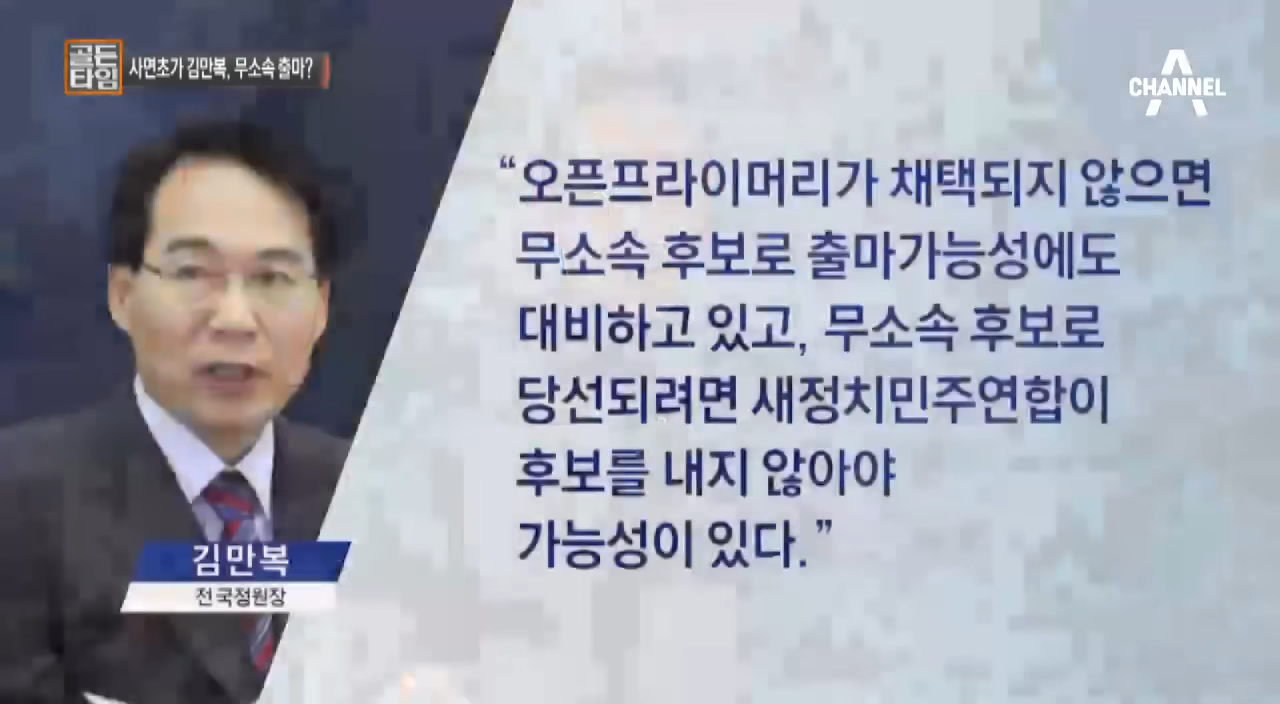 골든
타임
사면초가 김만복, 무소속 출마?
CHANNEL A
“오픈프라이머리가 채택되지 않으면
무소속 후보로 출마가능성에도
대비하고 있고, 무소속 후보로
당선되려면 새정치민주연합이
후보를 내지 않아야
가능성이 있다.”
김만복
전 국정원장